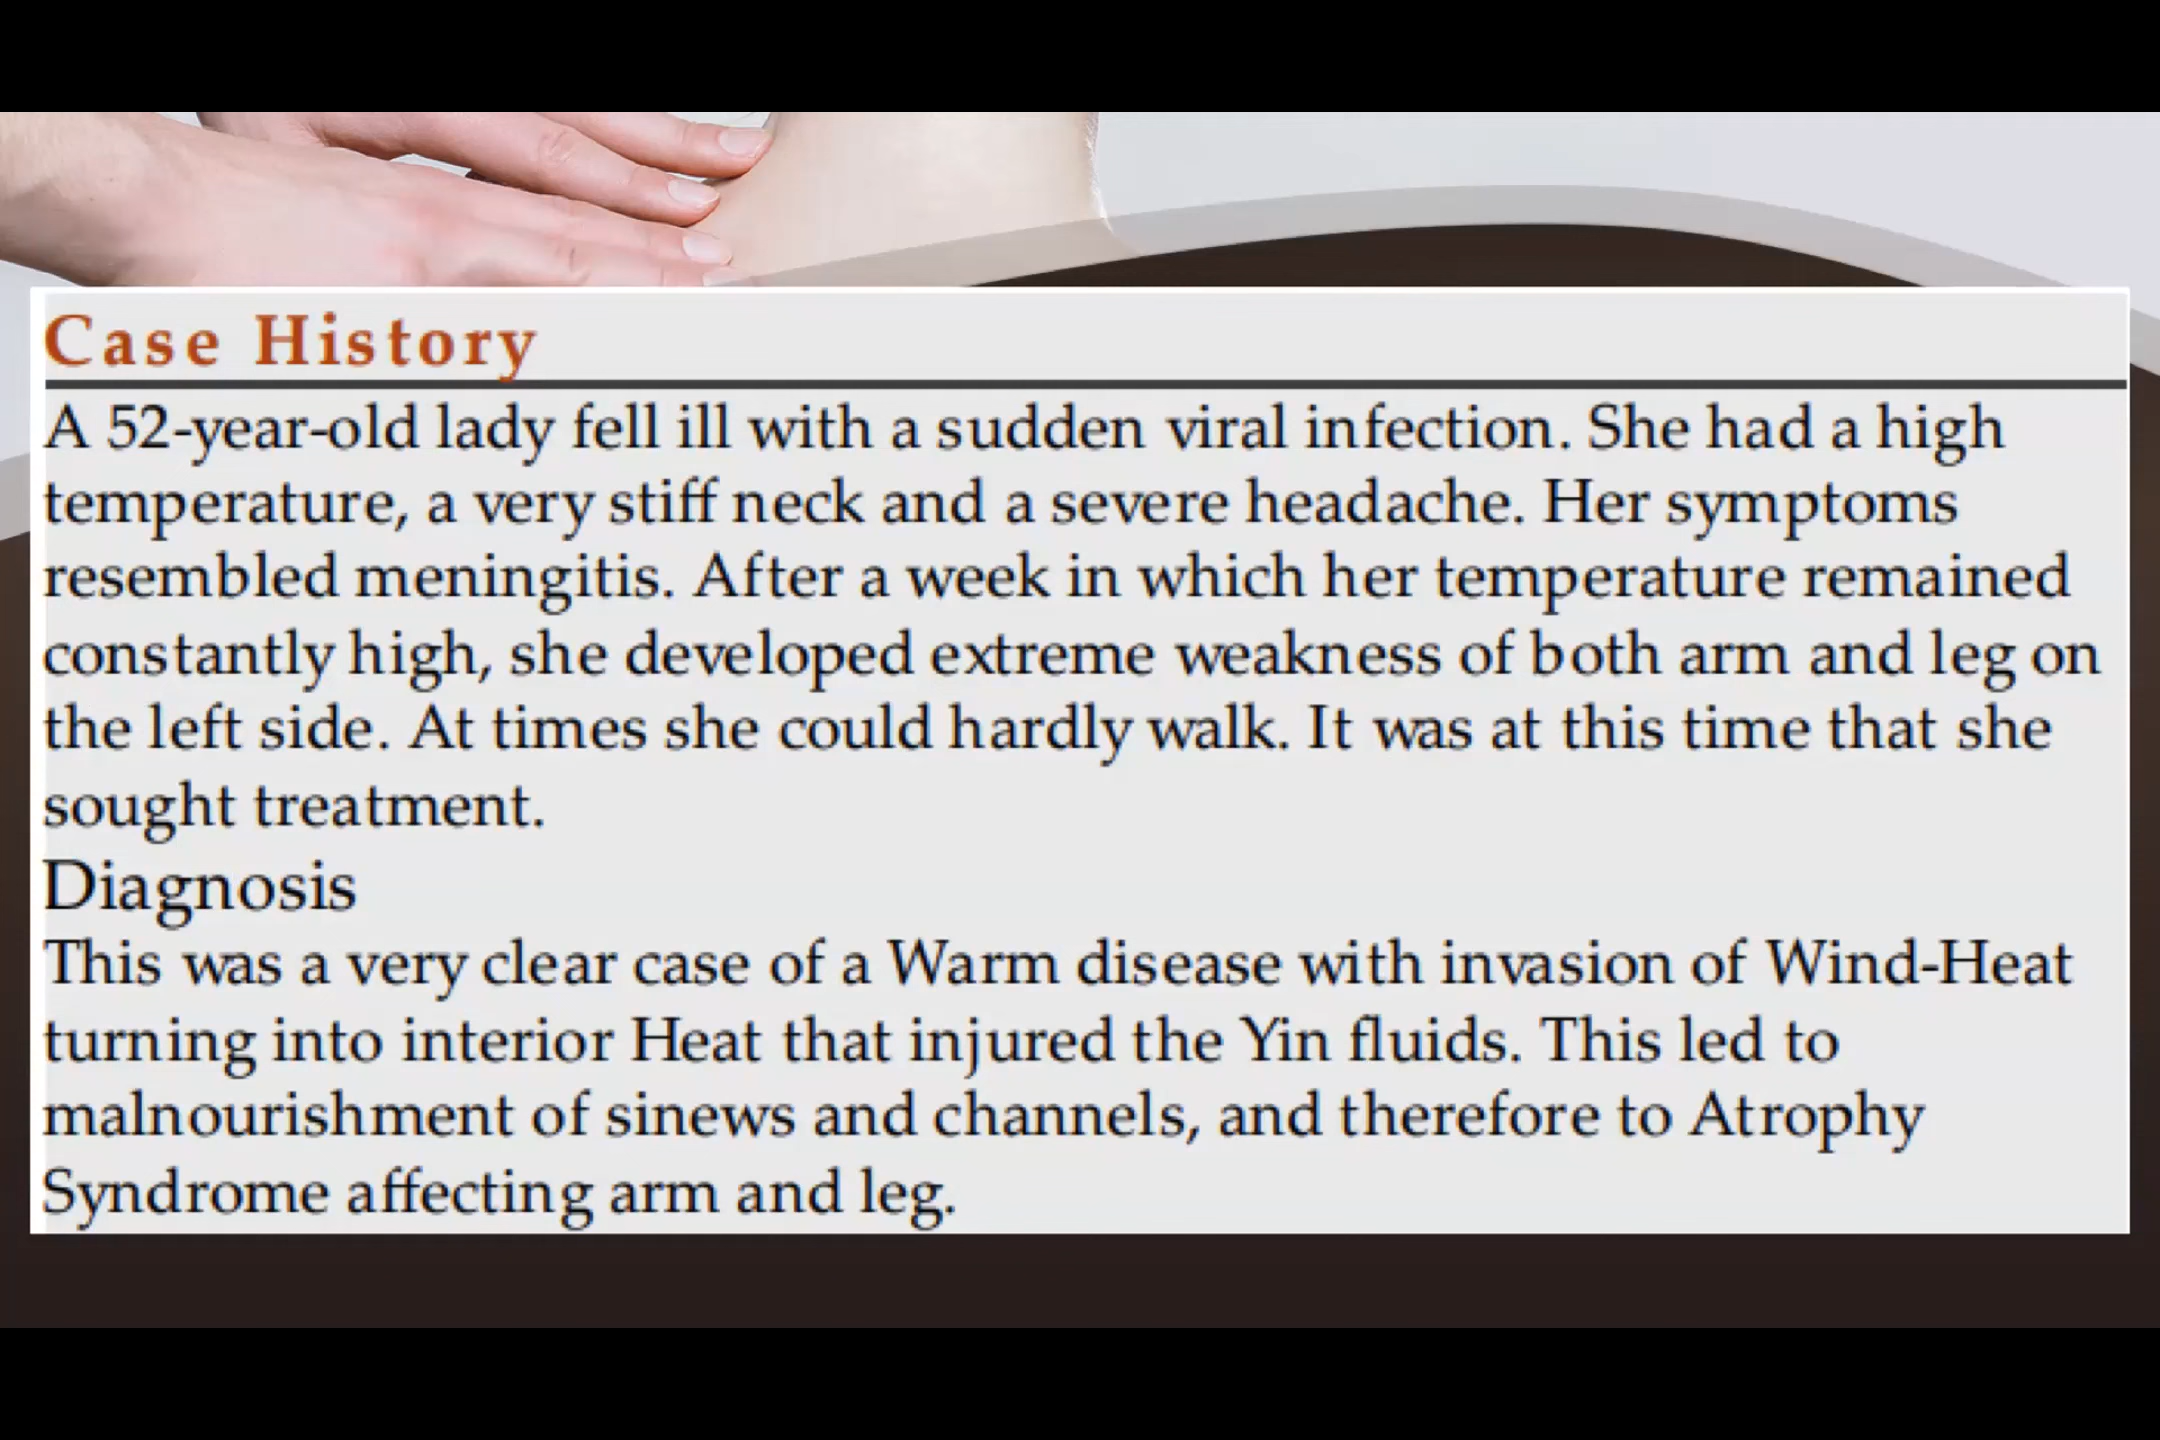 Case History
A 52-year-old lady fell ill with a sudden viral infection. She had a high
temperature, a very stiff neck and a severe headache. Her symptoms
resembled meningitis. After a week in which her temperature remained
constantly high, she developed extreme weakness of both arm and leg on
the left side. At times she could hardly walk. It was at this time that she
sought treatment.
Diagnosis
This was a very clear case of a Warm disease with invasion of Wind-Heat
turning into interior Heat that injured the Yin fluids. This led to
malnourishment of sinews and channels, and therefore to Atrophy
Syndrome affecting arm and leg.